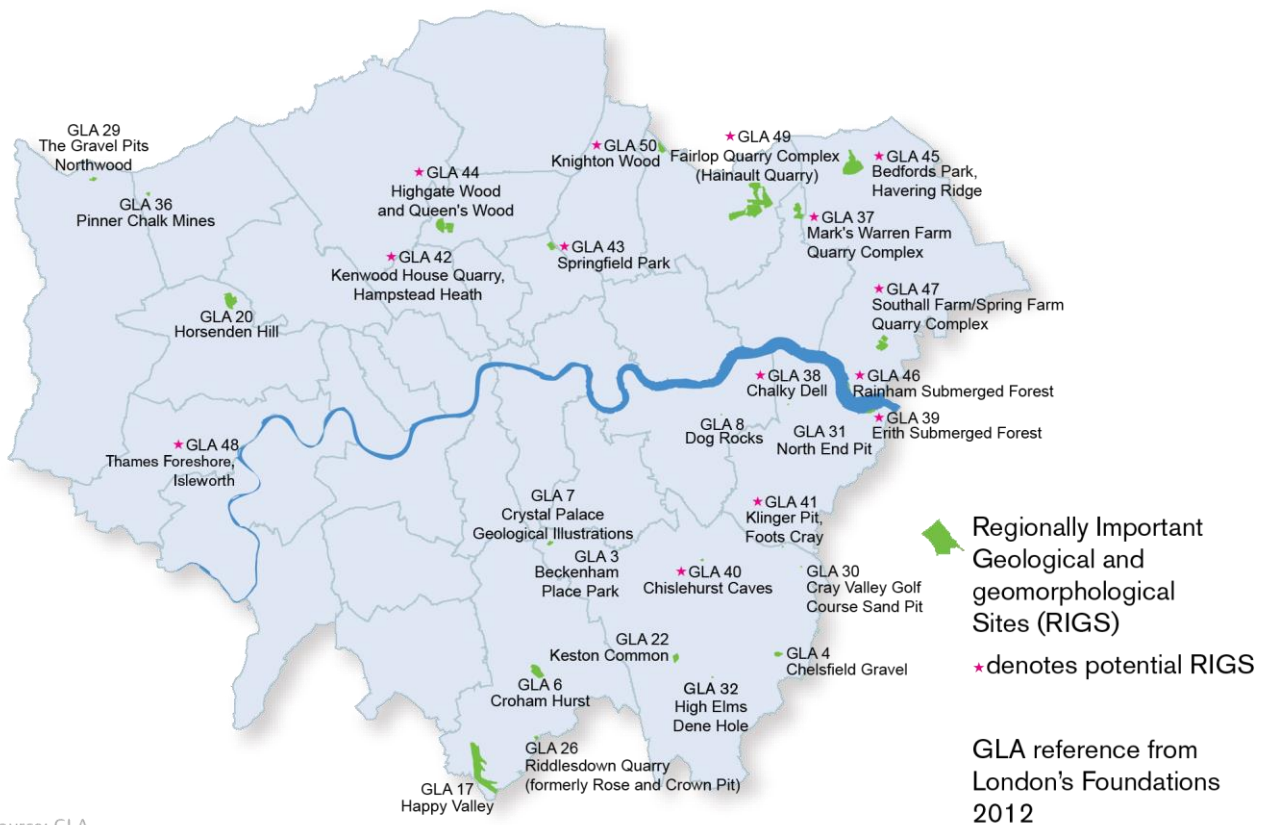 GLA 29
The Gravel Pits
Northwood
GLA 36
Pinner Chalk Mines
★GLA 44
Highgate Wood
and Queen's Wood
★GLA 50
Knighton Wood
★GLA 49
Fairlop Quarry Complex
(Hainault Quarry)
★GLA 45
Bedfords Park,
Havering Ridge
★GLA 37
Mark's Warren Farm
Quarry Complex
★GLA 42
Kenwood House Quarry,
Hampstead Heath
★GLA 43
Springfield Park
★GLA 47
Southall Farm/Spring Farm
Quarry Complex
GLA 20
Horsenden Hill
★GLA 38
Chalky Dell
★GLA 46
Rainham Submerged Forest
★GLA 39
Erith Submerged Forest
GLA 8
Dog Rocks
GLA 31
North End Pit
★GLA 48
Thames Foreshore,
Isleworth
GLA 7
Crystal Palace
Geological Illustrations
★GLA 41
Klinger Pit,
Foots Cray
GLA 3
Beckenham
Place Park
★GLA 40
Chislehurst Caves
GLA 30
Cray Valley Golf
Course Sand Pit
GLA 22
Keston Common
GLA 4
Chelsfield Gravel
GLA 6
Croham Hurst
GLA 32
High Elms
Dene Hole
GLA 26
Riddlesdown Quarry
(formerly Rose and Crown Pit)
GLA 17
Happy Valley
Regionally Important
Geological and
geomorphological
Sites (RIGS)
★denotes potential RIGS
GLA reference from
London's Foundations
2012